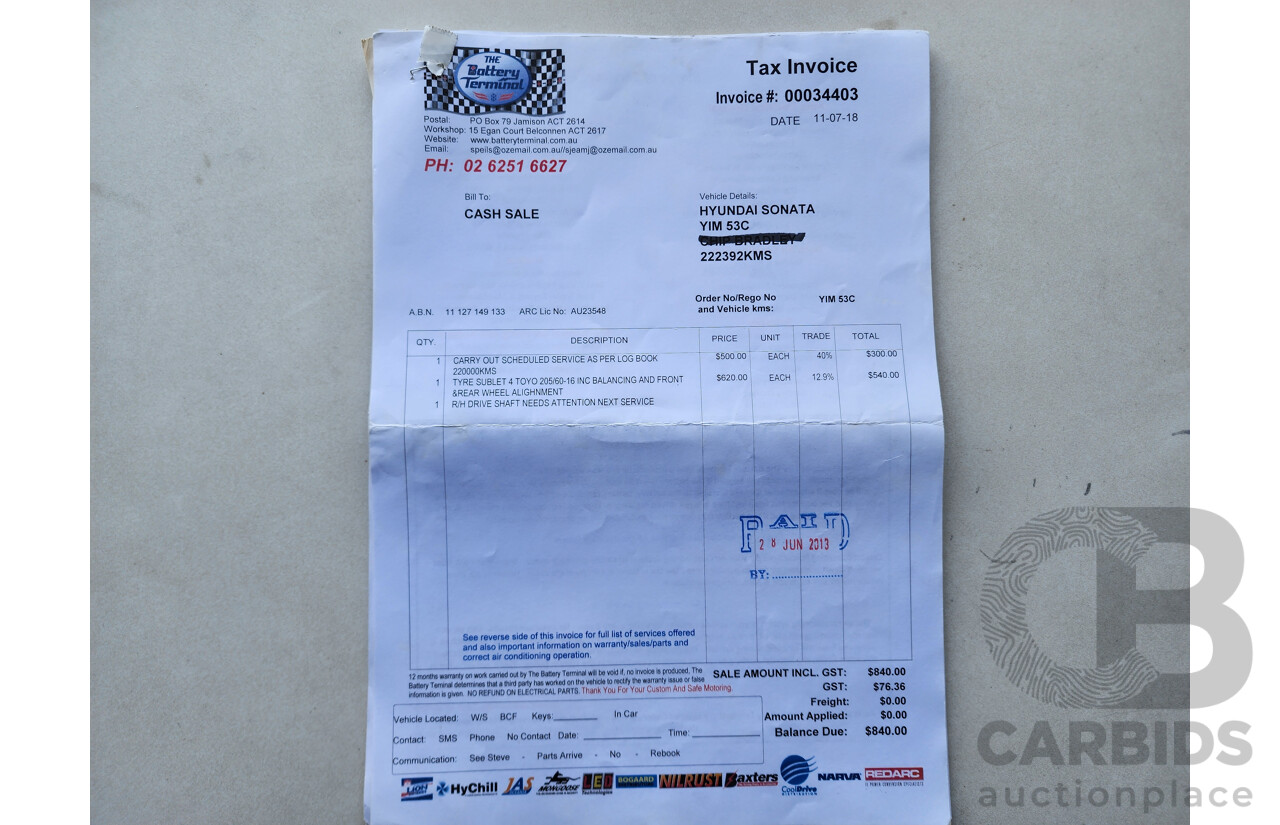 THE
Battery
Terminal
Tax Invoice
Invoice #: 00034403
DATE 11-07-18
Postal: PO Box 79 Jamison ACT 2614
Workshop: 15 Egan Court Belconnen ACT 2617
Website: www.batteryterminal.com.au
Email: speils@ozemail.com.au//sjeamj@ozemail.com.au
PH: 02 6251 6627
Bill To:
CASH SALE
Vehicle Details:
HYUNDAI SONATA
YIM 53C
CHIP BRADLEY
222392KMS
Order No/Rego No YIM 53C
and Vehicle kms:
A.B.N. 11 127 149 133 ARC Lic No: AU23548
QTY. DESCRIPTION PRICE UNIT TRADE TOTAL
1 CARRY OUT SCHEDULED SERVICE AS PER LOG BOOK $500.00 EACH 40% $300.00
220000KMS
1 TYRE SUBLET 4 TOYO 205/60-16 INC BALANCING AND FRONT $620.00 EACH 12.9% $540.00
&REAR WHEEL ALIGHNMENT
1 R/H DRIVE SHAFT NEEDS ATTENTION NEXT SERVICE
PAID
28 JUN 2013
BY:
See reverse side of this invoice for full list of services offered
and also important information on warranty/sales/parts and
correct air conditioning operation.
12 months warranty on work carried out by The Battery Terminal will be void if, no invoice is produced, The
Battery Terminal determines that a third party has worked on the vehicle to rectify the warranty issue or false
information is given. NO REFUND ON ELECTRICAL PARTS. Thank You For Your Custom And Safe Motoring.
SALE AMOUNT INCL. GST: $840.00
GST: $76.36
Freight: $0.00
Amount Applied: $0.00
Balance Due: $840.00
Vehicle Located: W/S BCF Keys: In Car
Contact: SMS Phone No Contact Date: Time:
Communication: See Steve - Parts Arrive - No - Rebook
LION
HyChill
JAS
MONGOOSE
LED
Technologies
BOGAARD
NILRUST
Baxters
CoolDrive
DISTRIBUTION
NARVA
REDARC
CB
CARBIDS
auctionplace